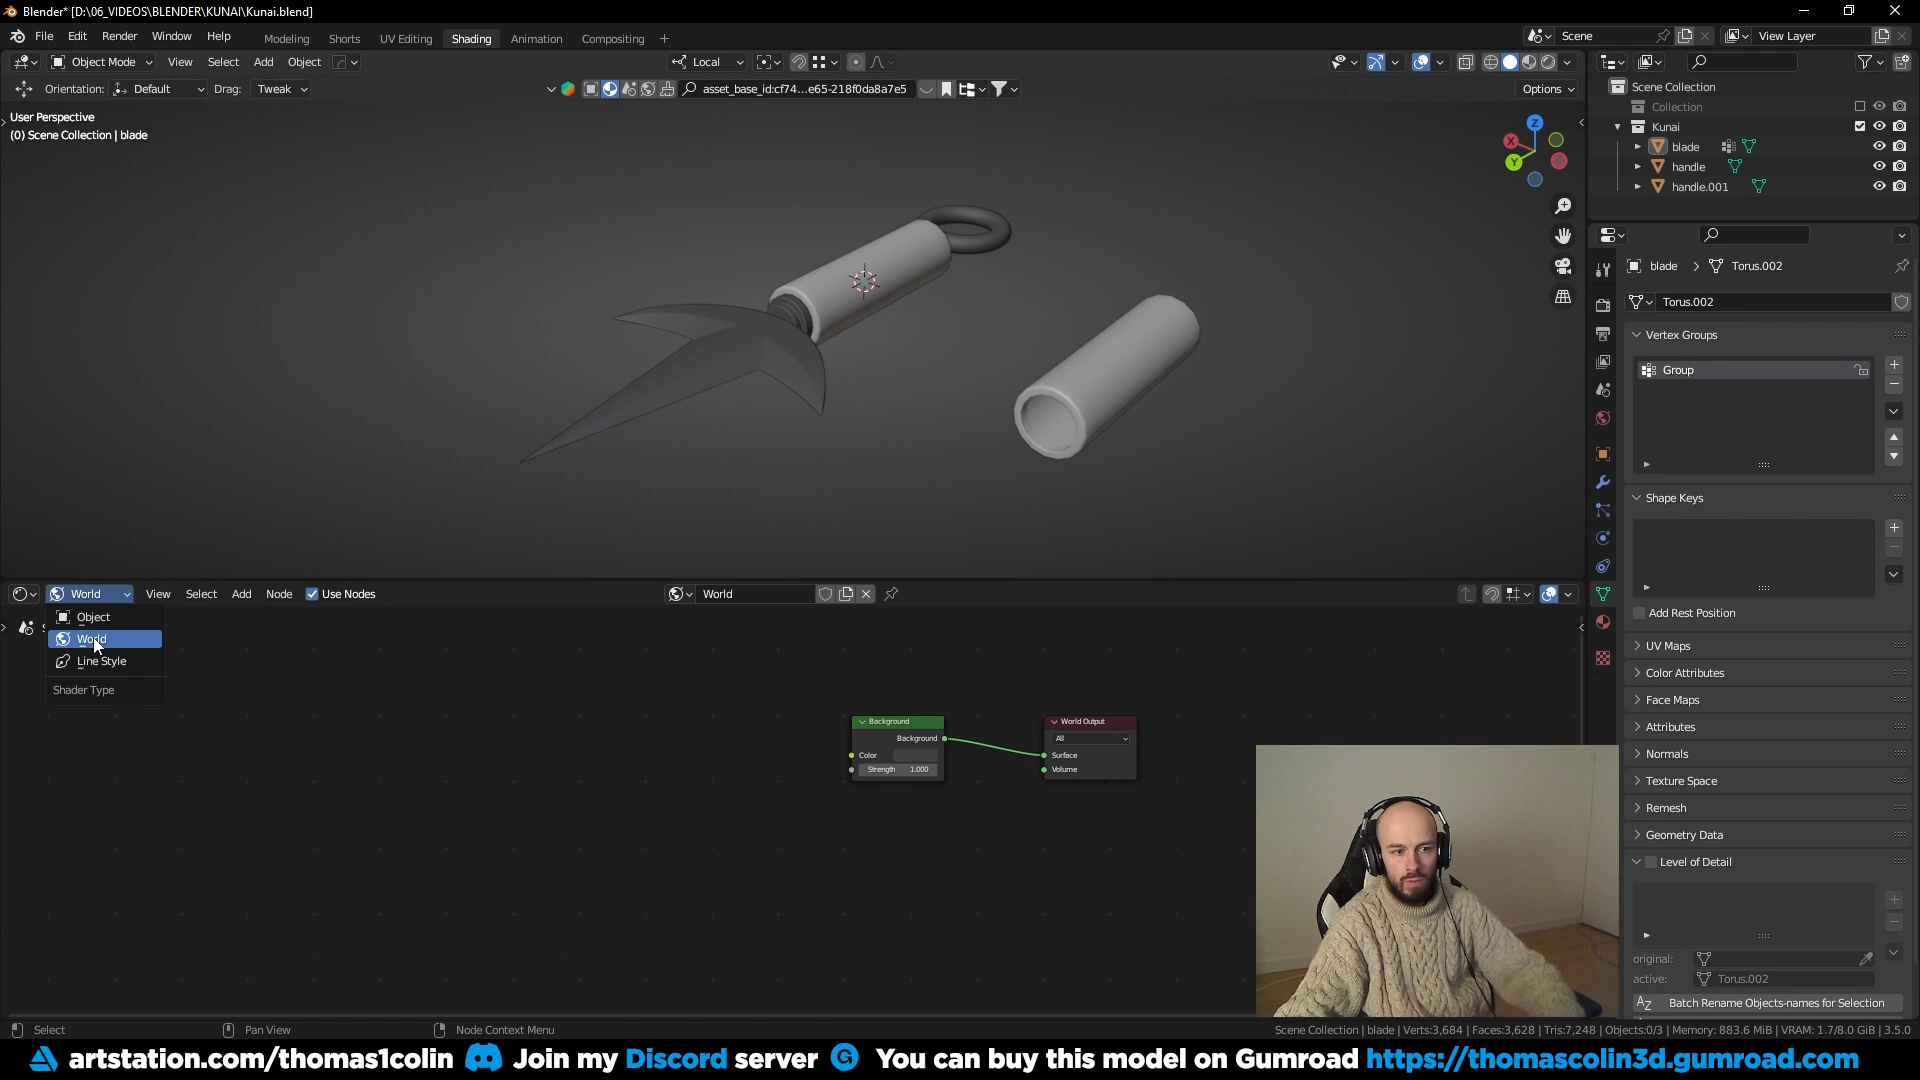 Blender* [D:\06_VIDEOS\BLENDER\KUNAI\Kunai.blend]
File Edit Render Window Help
Modeling Shorts UV Editing Shading Animation Compositing +
Scene
View Layer
Object Mode View Select Add Object
Local
Orientation: Default Drag: Tweak
asset_base_id:cf74...e65-218f0da8a7e5
Options
User Perspective
(0) Scene Collection | blade
X
Y
Z
Scene Collection
Collection
Kunai
blade
handle
handle.001
blade > Torus.002
Torus.002
Vertex Groups
Group
Shape Keys
Add Rest Position
UV Maps
Color Attributes
Face Maps
Attributes
Normals
Texture Space
Remesh
Geometry Data
Level of Detail
original:
active: Torus.002
AZ Batch Rename Objects-names for Selection
World View Select Add Node Use Nodes
World
Object
World
Line Style
Shader Type
Background
Background
Color
Strength 1.000
World Output
All
Surface
Volume
Select Pan View Node Context Menu
Scene Collection | blade | Verts:3,684 | Faces:3,628 | Tris:7,248 | Objects:0/3 | Memory: 883.6 MiB | VRAM: 1.7/8.0 GiB | 3.5.0
artstation.com/thomas1colin Join my Discord server G You can buy this model on Gumroad https://thomascolin3d.gumroad.com